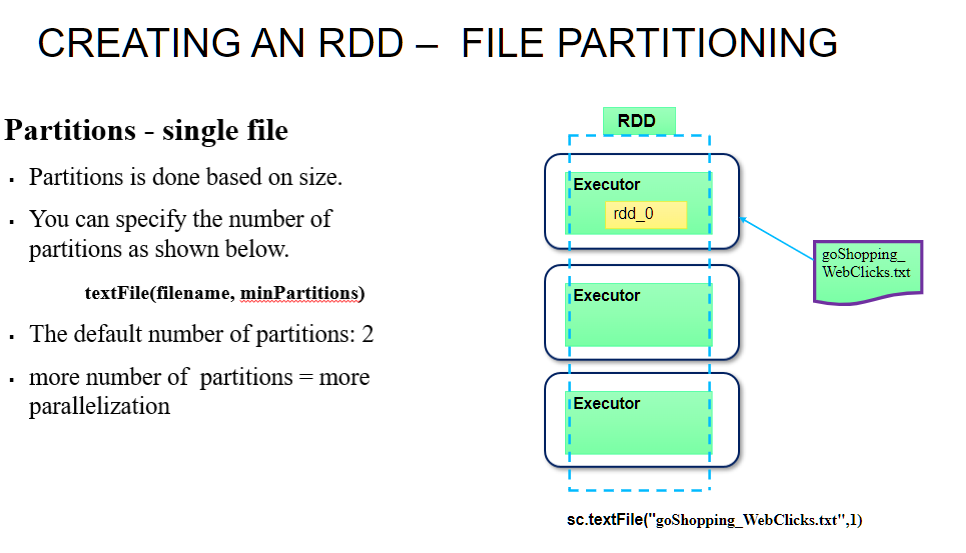 CREATING AN RDD – FILE PARTITIONING
Partitions - single file
▪ Partitions is done based on size.
▪ You can specify the number of
partitions as shown below.
textFile(filename, minPartitions)
▪ The default number of partitions: 2
▪ more number of partitions = more
parallelization
RDD
Executor
rdd_0
goShopping_
WebClicks.txt
Executor
Executor
sc.textFile("goShopping_WebClicks.txt",1)